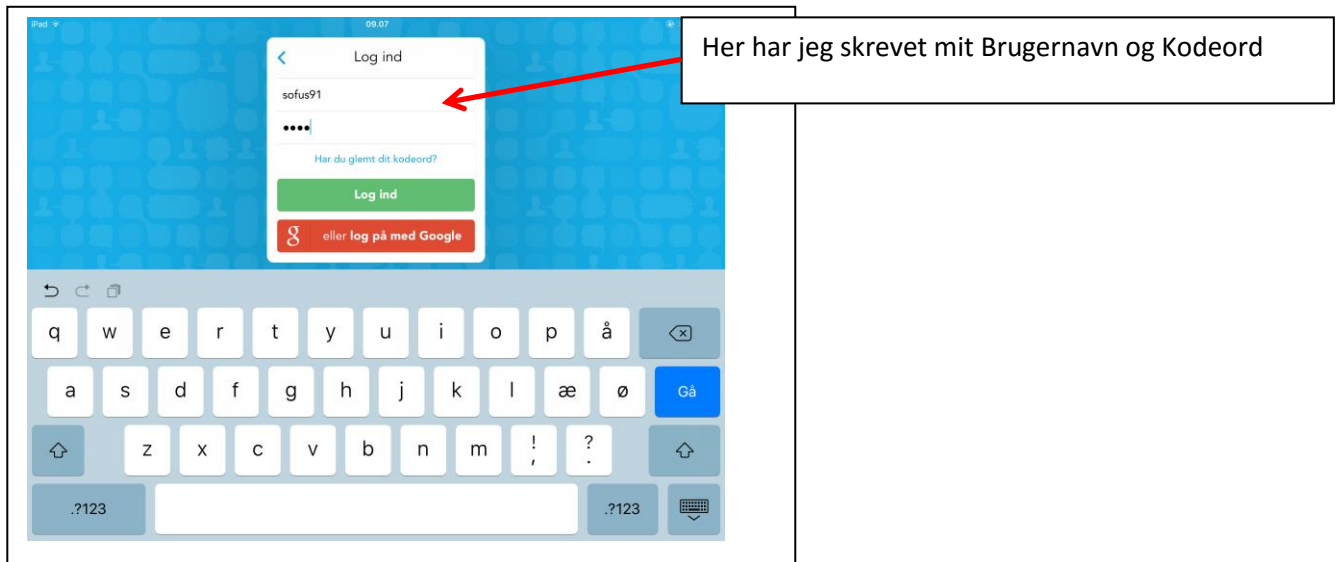 iPad
09.07
Her har jeg skrevet mit Brugernavn og Kodeord
Log ind
sofus91
••••
Har du glemt dit kodeord?
Log ind
g eller log på med Google
q w e r t y u i o p å
a s d f g h j k l æ ø Gå
z x c v b n m ! , ? .
.?123 .?123